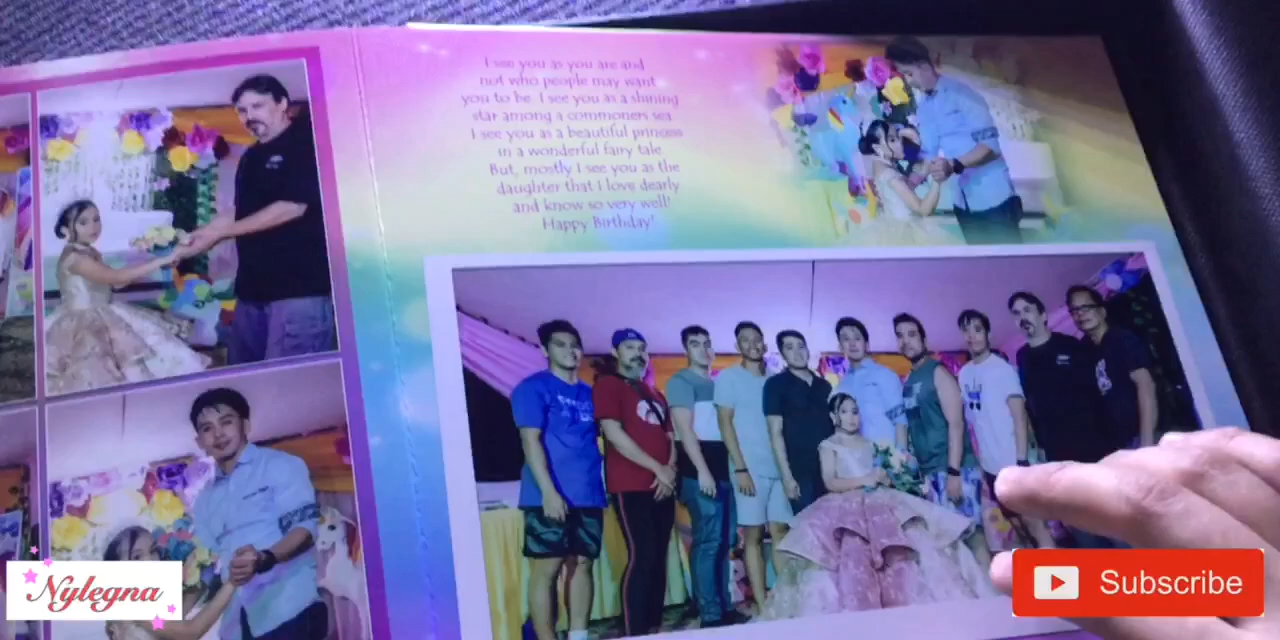 I see you as you are and
not who people may want
you to be. I see you as a shining
star among a commoners sea.
I see you as a beautiful princess
in a wonderful fairy tale.
But, mostly I see you as the
daughter that I love dearly
and know so very well!
Happy Birthday!
Nylegna
Subscribe